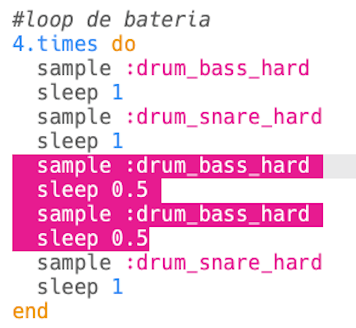 #loop de bateria
4.times do
  sample :drum_bass_hard
  sleep 1
  sample :drum_snare_hard
  sleep 1
  sample :drum_bass_hard
  sleep 0.5
  sample :drum_bass_hard
  sleep 0.5
  sample :drum_snare_hard
  sleep 1
end